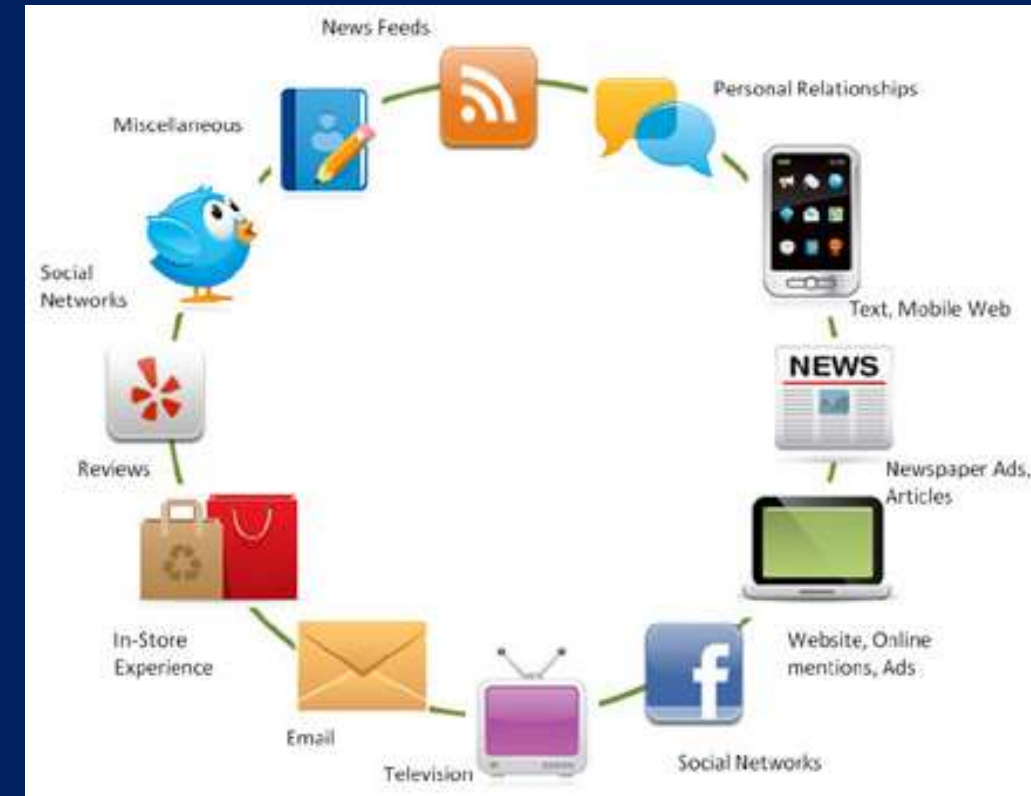 News Feeds
Personal Relationships
Miscellaneous
Social
Networks
Text, Mobile Web
NEWS
Reviews
Newspaper Ads,
Articles
In-Store
Experience
Website, Online
mentions, Ads
f
Email
Television
Social Networks